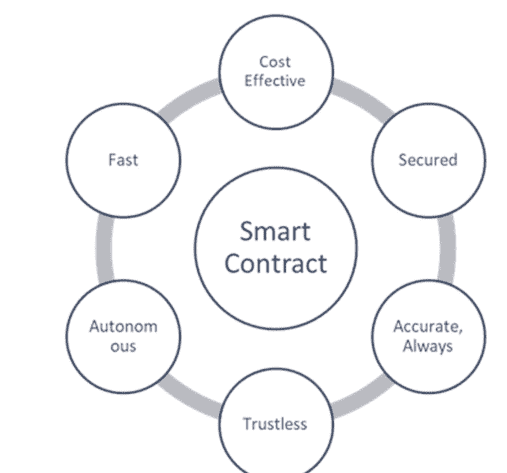 Cost
Effective
Fast
Secured
Smart
Contract
Autonom
ous
Accurate,
Always
Trustless